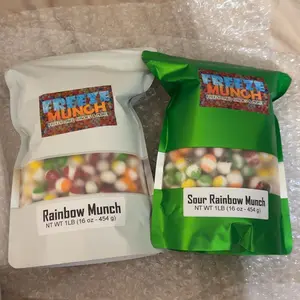 FREEZE
MUNCH
Rainbow Munch
NT WT 1LB (16 oz - 454 g)
FREEZE
MUNCH
Sour Rainbow Munch
NT WT 1LB (16 oz - 454 g)